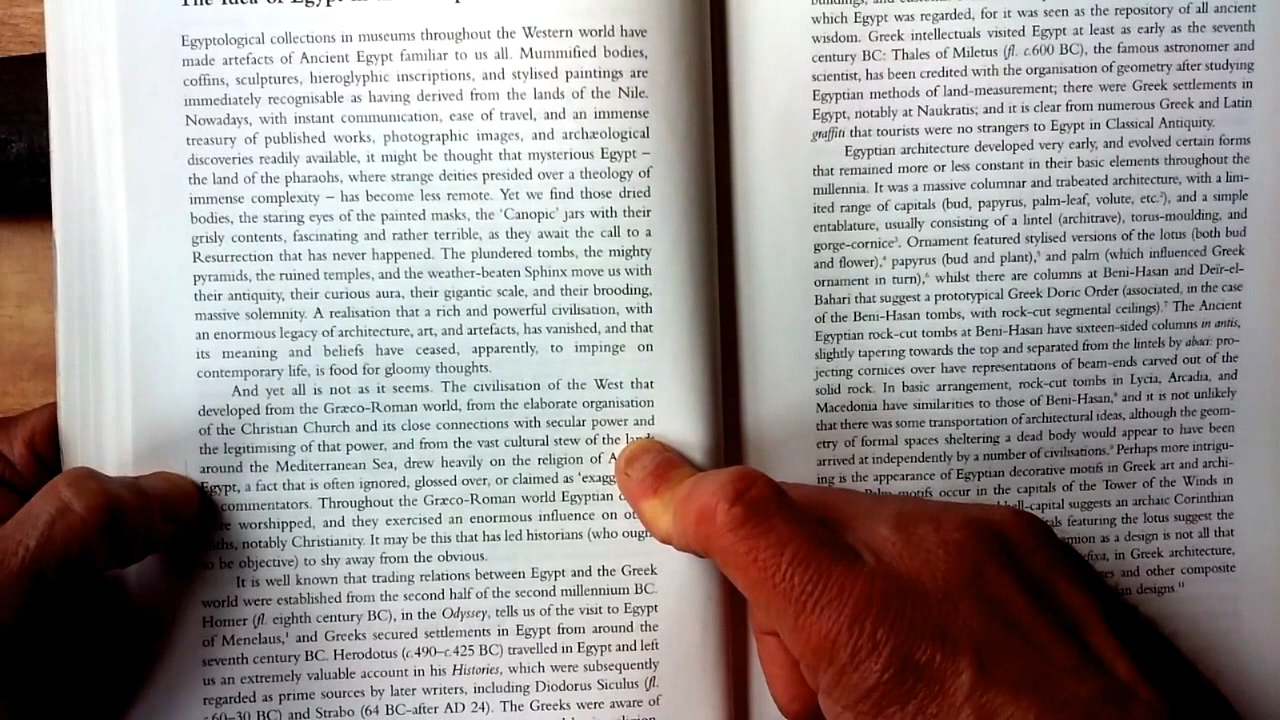 The Idea of Egypt in
Egyptological collections in museums throughout the Western world have
made artefacts of Ancient Egypt familiar to us all. Mummified bodies,
coffins, sculptures, hieroglyphic inscriptions, and stylised paintings are
immediately recognisable as having derived from the lands of the Nile.
Nowadays, with instant communication, ease of travel, and an immense
treasury of published works, photographic images, and archæological
discoveries readily available, it might be thought that mysterious Egypt –
the land of the pharaohs, where strange deities presided over a theology of
immense complexity – has become less remote. Yet we find those dried
bodies, the staring eyes of the painted masks, the ‘Canopic’ jars with their
grisly contents, fascinating and rather terrible, as they await the call to a
Resurrection that has never happened. The plundered tombs, the mighty
pyramids, the ruined temples, and the weather-beaten Sphinx move us with
their antiquity, their curious aura, their gigantic scale, and their brooding,
massive solemnity. A realisation that a rich and powerful civilisation, with
an enormous legacy of architecture, art, and artefacts, has vanished, and that
its meaning and beliefs have ceased, apparently, to impinge on
contemporary life, is food for gloomy thoughts.
And yet all is not as it seems. The civilisation of the West that
developed from the Græco-Roman world, from the elaborate organisation
of the Christian Church and its close connections with secular power and
the legitimising of that power, and from the vast cultural stew of the
around the Mediterranean Sea, drew heavily on the religion of
Egypt, a fact that is often ignored, glossed over, or claimed as
commentators. Throughout the Græco-Roman world Egyptian
worshipped, and they exercised an enormous influence on
notably Christianity. It may be this that has led historians (who ough
be objective) to shy away from the obvious.
It is well known that trading relations between Egypt and the Greek
world were established from the second half of the second millennium BC.
Homer (fl. eighth century BC), in the Odyssey, tells us of the visit to Egypt
of Menelaus,¹ and Greeks secured settlements in Egypt from around the
seventh century BC. Herodotus (c.490–c.425 BC) travelled in Egypt and left
us an extremely valuable account in his Histories, which were subsequently
regarded as prime sources by later writers, including Diodorus Siculus (fl.
60–30 BC) and Strabo (64 BC–after AD 24). The Greeks were aware of
which Egypt was regarded, for it was seen as the repository of all ancient
wisdom. Greek intellectuals visited Egypt at least as early as the seventh
century BC: Thales of Miletus (fl. c.600 BC), the famous astronomer and
scientist, has been credited with the organisation of geometry after studying
Egyptian methods of land-measurement; there were Greek settlements in
Egypt, notably at Naukratis; and it is clear from numerous Greek and Latin
graffiti that tourists were no strangers to Egypt in Classical Antiquity.
Egyptian architecture developed very early, and evolved certain forms
that remained more or less constant in their basic elements throughout the
millennia. It was a massive columnar and trabeated architecture, with a lim-
ited range of capitals (bud, papyrus, palm-leaf, volute, etc.²), and a simple
entablature, usually consisting of a lintel (architrave), torus-moulding, and
gorge-cornice³. Ornament featured stylised versions of the lotus (both bud
and flower),⁴ papyrus (bud and plant),⁵ and palm (which influenced Greek
ornament in turn),⁶ whilst there are columns at Beni-Hasan and Deïr-el-
Bahari that suggest a prototypical Greek Doric Order (associated, in the case
of the Beni-Hasan tombs, with rock-cut segmental ceilings).⁷ The Ancient
Egyptian rock-cut tombs at Beni-Hasan have sixteen-sided columns in antis,
slightly tapering towards the top and separated from the lintels by abaci: pro-
jecting cornices over have representations of beam-ends carved out of the
solid rock. In basic arrangement, rock-cut tombs in Lycia, Arcadia, and
Macedonia have similarities to those of Beni-Hasan,⁸ and it is not unlikely
that there was some transportation of architectural ideas, although the geom-
etry of formal spaces sheltering a dead body would appear to have been
arrived at independently by a number of civilisations.⁹ Perhaps more intrigu-
ing is the appearance of Egyptian decorative motifs in Greek art and archi-
Palm-motifs occur in the capitals of the Tower of the Winds in
bell-capital suggests an archaic Corinthian
featuring the lotus suggest the
as a design is not all that
in Greek architecture,
and other composite
designs.¹¹